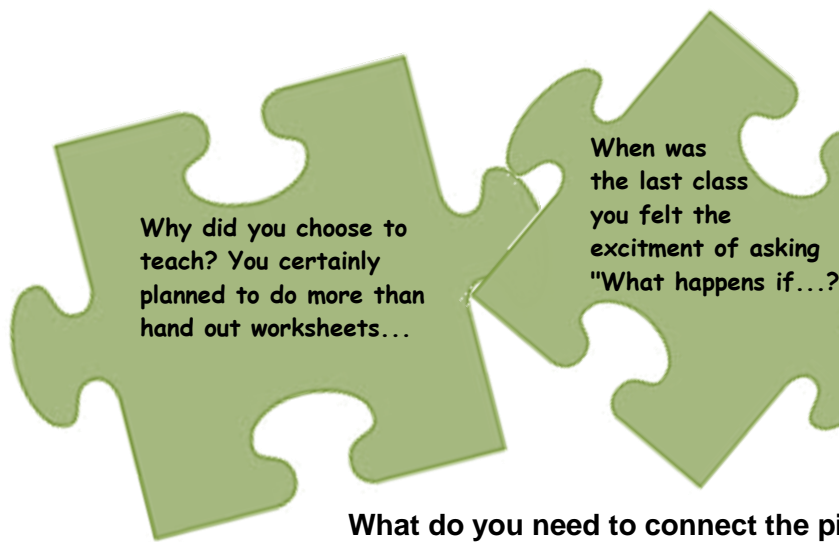 Why did you choose to
teach? You certainly
planned to do more than
hand out worksheets...
When was
the last class
you felt the
excitment of asking
"What happens if...?
What do you need to connect the